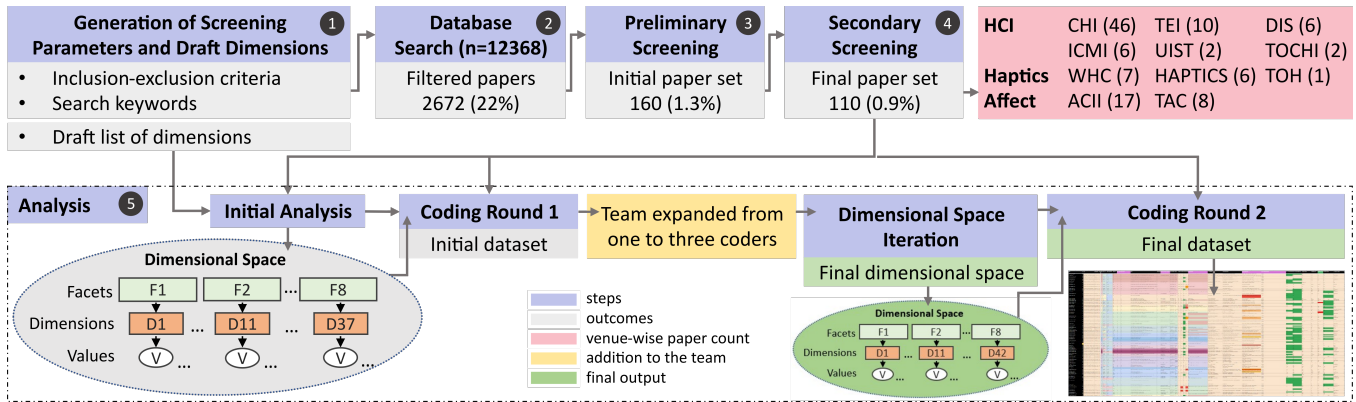 Generation of Screening
Parameters and Draft Dimensions
1
• Inclusion-exclusion criteria
• Search keywords
• Draft list of dimensions
Database
Search (n=12368)
2
Filtered papers
2672 (22%)
Preliminary
Screening
3
Initial paper set
160 (1.3%)
Secondary
Screening
4
Final paper set
110 (0.9%)
HCI CHI (46) TEI (10) DIS (6)
ICMI (6) UIST (2) TOCHI (2)
Haptics WHC (7) HAPTICS (6) TOH (1)
Affect ACII (17) TAC (8)
Analysis 5
Initial Analysis
Coding Round 1
Initial dataset
Team expanded from
one to three coders
Dimensional Space
Iteration
Final dimensional space
Coding Round 2
Final dataset
Dimensional Space
Facets F1 F2 ... F8
Dimensions D1 ... D11 ... D37
Values V ... V ... V ...
steps
outcomes
venue-wise paper count
addition to the team
final output
Dimensional Space
Facets F1 F2 ... F8
Dimensions D1 ... D11 ... D42
Values V ... V ... V ...